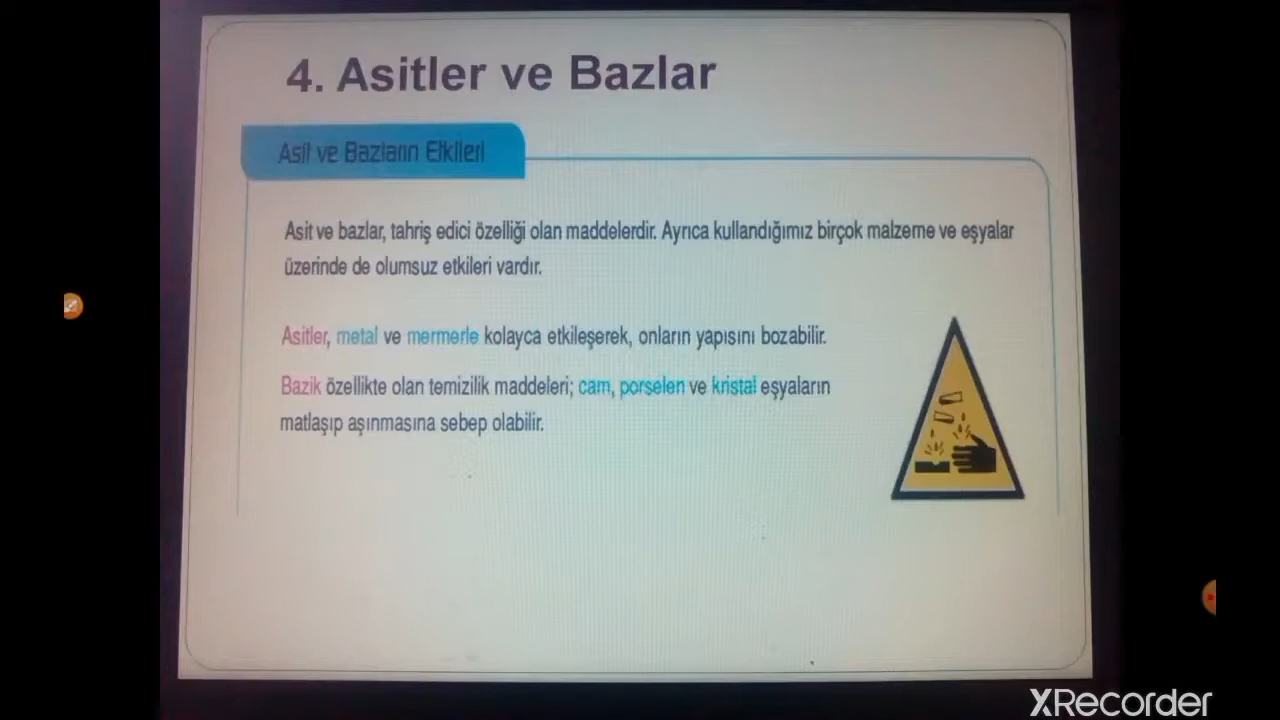 4. Asitler ve Bazlar
Asit ve Bazların Etkileri
Asit ve bazlar, tahriş edici özelliği olan maddelerdir. Ayrıca kullandığımız birçok malzeme ve eşyalar
üzerinde de olumsuz etkileri vardır.
Asitler, metal ve mermerle kolayca etkileşerek, onların yapısını bozabilir.
Bazik özellikte olan temizilik maddeleri; cam, porselen ve kristal eşyaların
matlaşıp aşınmasına sebep olabilir.
XRecorder